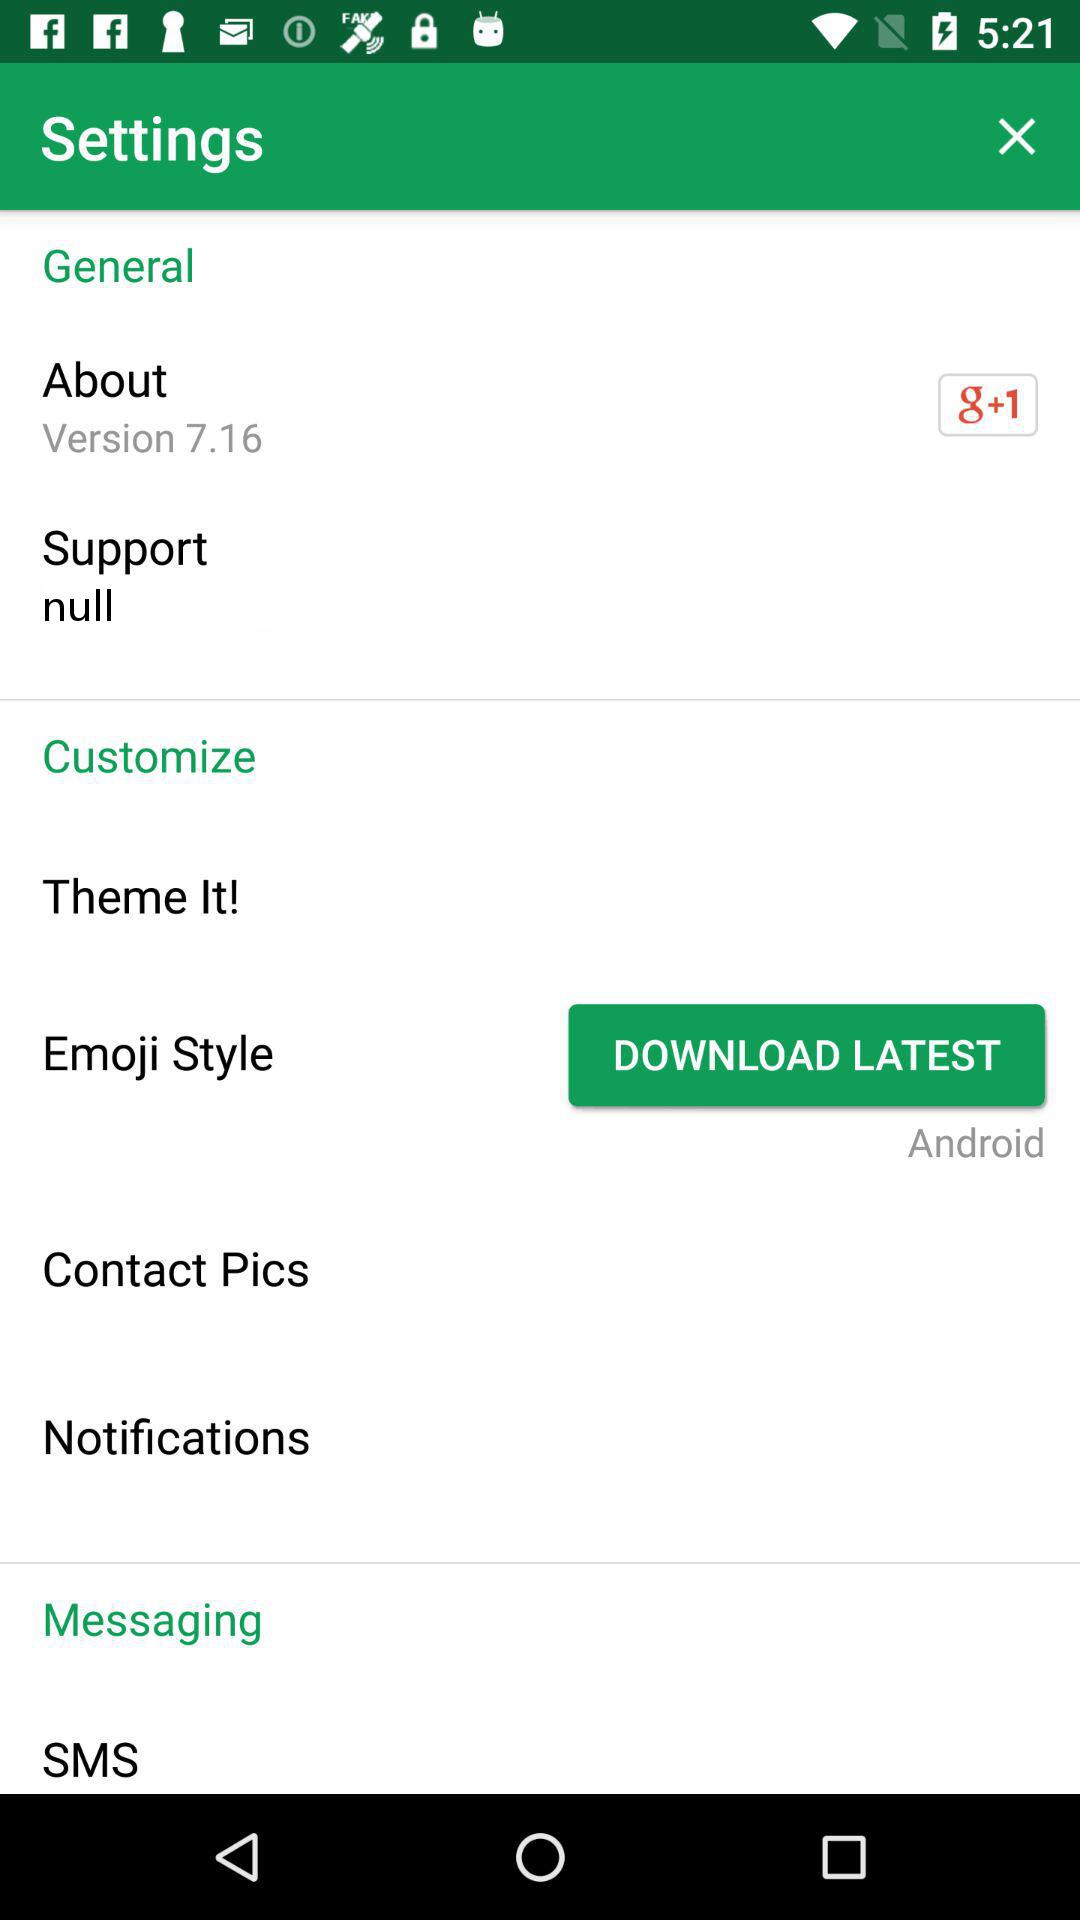 FAKE 5:21
Settings
General
About
Version 7.16
g+1
Support
null
Customize
Theme It!
Emoji Style
DOWNLOAD LATEST
Android
Contact Pics
Notifications
Messaging
SMS